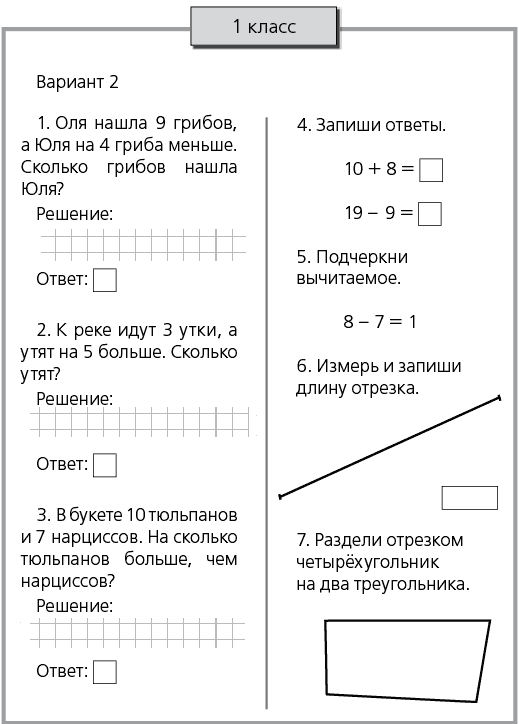 1 класс
Вариант 2
1. Оля нашла 9 грибов,
а Юля на 4 гриба меньше.
Сколько грибов нашла
Юля?
Решение:
Ответ:
2. К реке идут 3 утки, а
утят на 5 больше. Сколько
утят?
Решение:
Ответ:
3. В букете 10 тюльпанов
и 7 нарциссов. На сколько
тюльпанов больше, чем
нарциссов?
Решение:
Ответ:
4. Запиши ответы.
10 + 8 =
19 – 9 =
5. Подчеркни
вычитаемое.
8 – 7 = 1
6. Измерь и запиши
длину отрезка.
7. Раздели отрезком
четырёхугольник
на два треугольника.